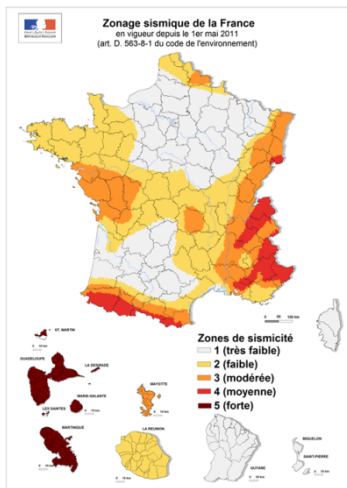 Zonage sismique de la France
en vigueur depuis le 1er mai 2011
(art. D. 563-8-1 du code de l'environnement)
Zones de sismicité
1 (très faible)
2 (faible)
3 (modérée)
4 (moyenne)
5 (forte)
ST. MARTIN
GUADELOUPE
LA DESIRADE
MARIE-GALANTE
LES SAINTES
MARTINIQUE
MAYOTTE
LA REUNION
GUYANE
MIQUELON
SAINT-PIERRE